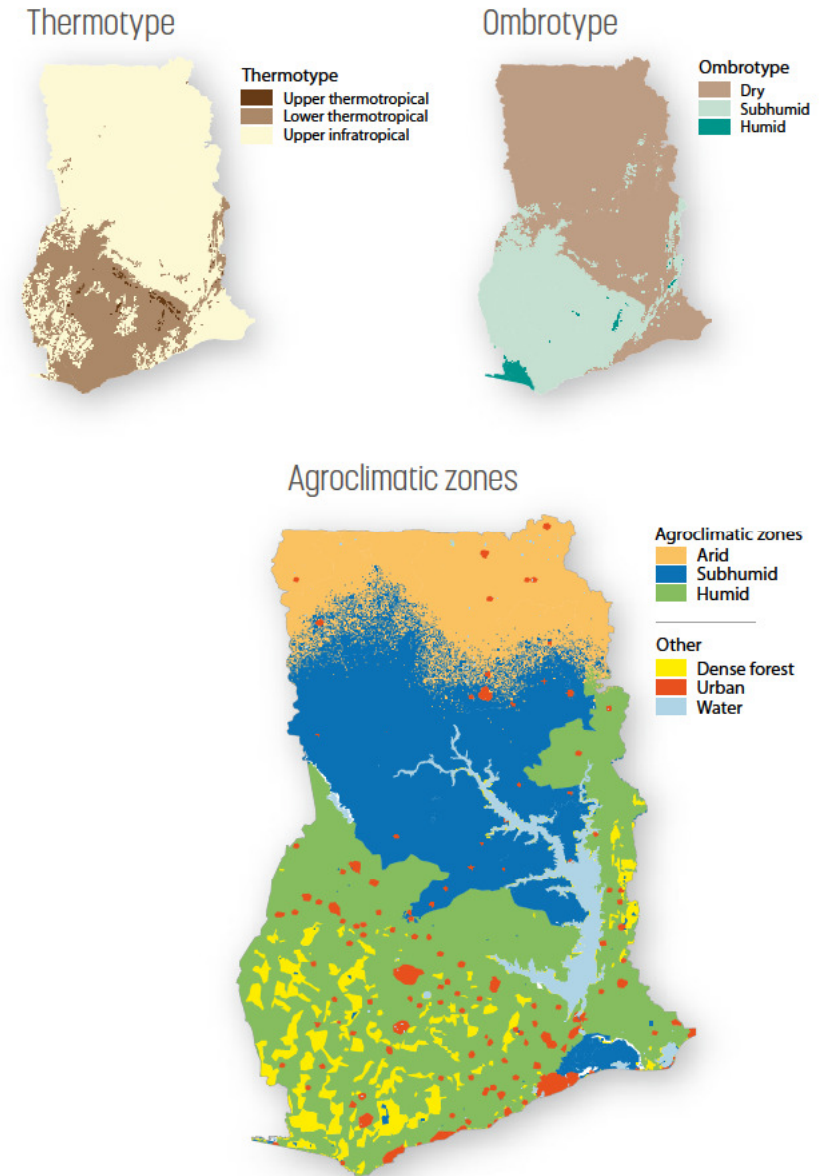 Thermotype
Thermotype
Upper thermotropical
Lower thermotropical
Upper infratropical
Ombrotype
Ombrotype
Dry
Subhumid
Humid
Agroclimatic zones
Agroclimatic zones
Arid
Subhumid
Humid
Other
Dense forest
Urban
Water